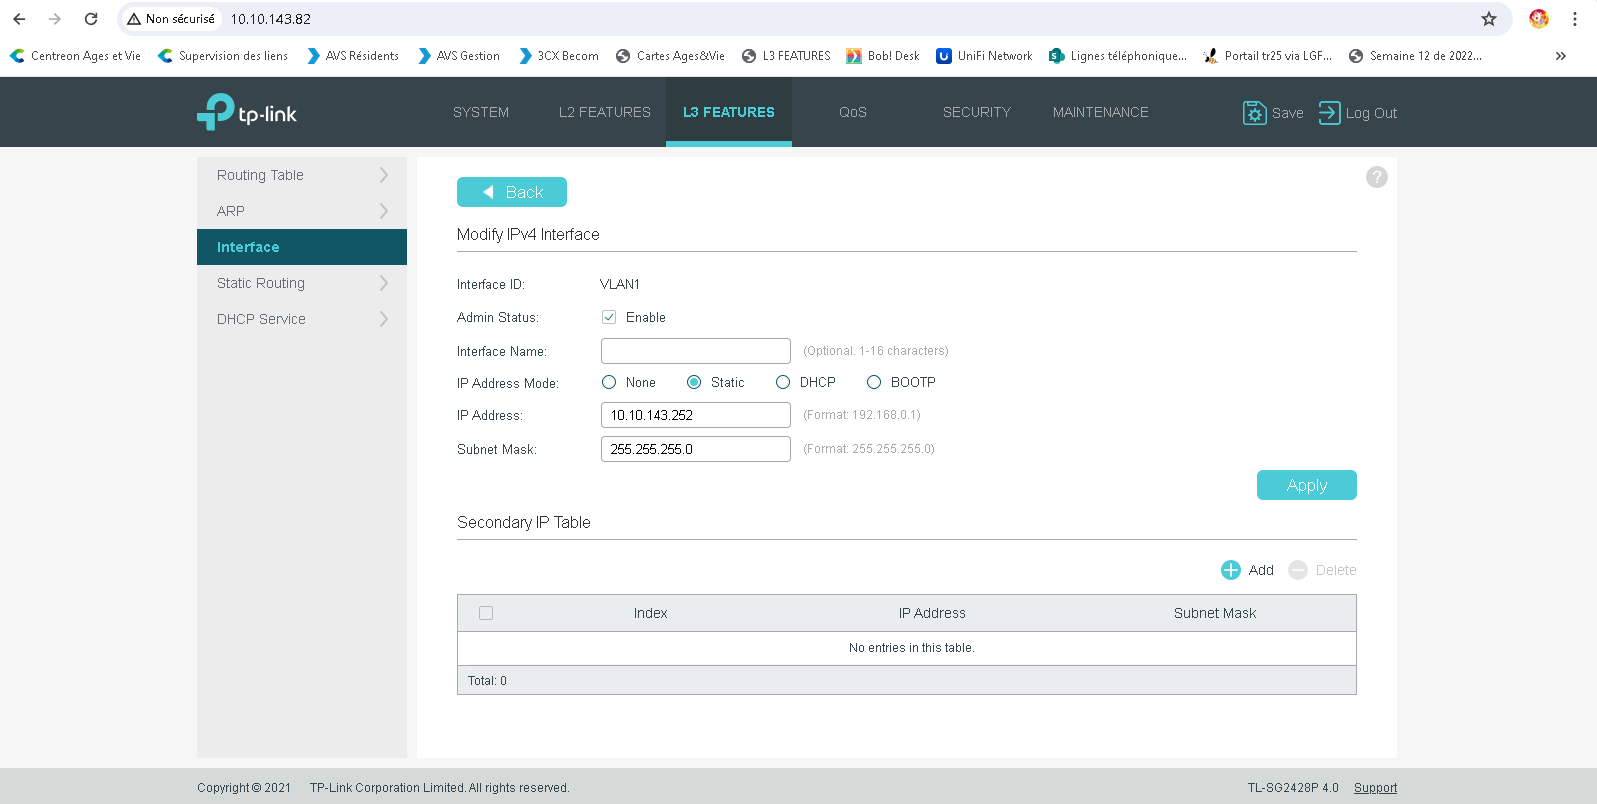 Non sécurisé 10.10.143.82
Centreon Ages et Vie Supervision des liens AVS Résidents AVS Gestion 3CX Becom Cartes Ages&Vie L3 FEATURES Bob! Desk UniFi Network Lignes téléphonique... Portail tr25 via LGF... Semaine 12 de 2022... »
tp-link SYSTEM L2 FEATURES L3 FEATURES QoS SECURITY MAINTENANCE Save Log Out
Routing Table
ARP
Interface
Static Routing
DHCP Service
Back
?
Modify IPv4 Interface
Interface ID: VLAN1
Admin Status: Enable
Interface Name: (Optional. 1-16 characters)
IP Address Mode: None Static DHCP BOOTP
IP Address: 10.10.143.252 (Format: 192.168.0.1)
Subnet Mask: 255.255.255.0 (Format: 255.255.255.0)
Apply
Secondary IP Table
Add Delete
Index IP Address Subnet Mask
No entries in this table.
Total: 0
Copyright © 2021 TP-Link Corporation Limited. All rights reserved. TL-SG2428P 4.0 Support